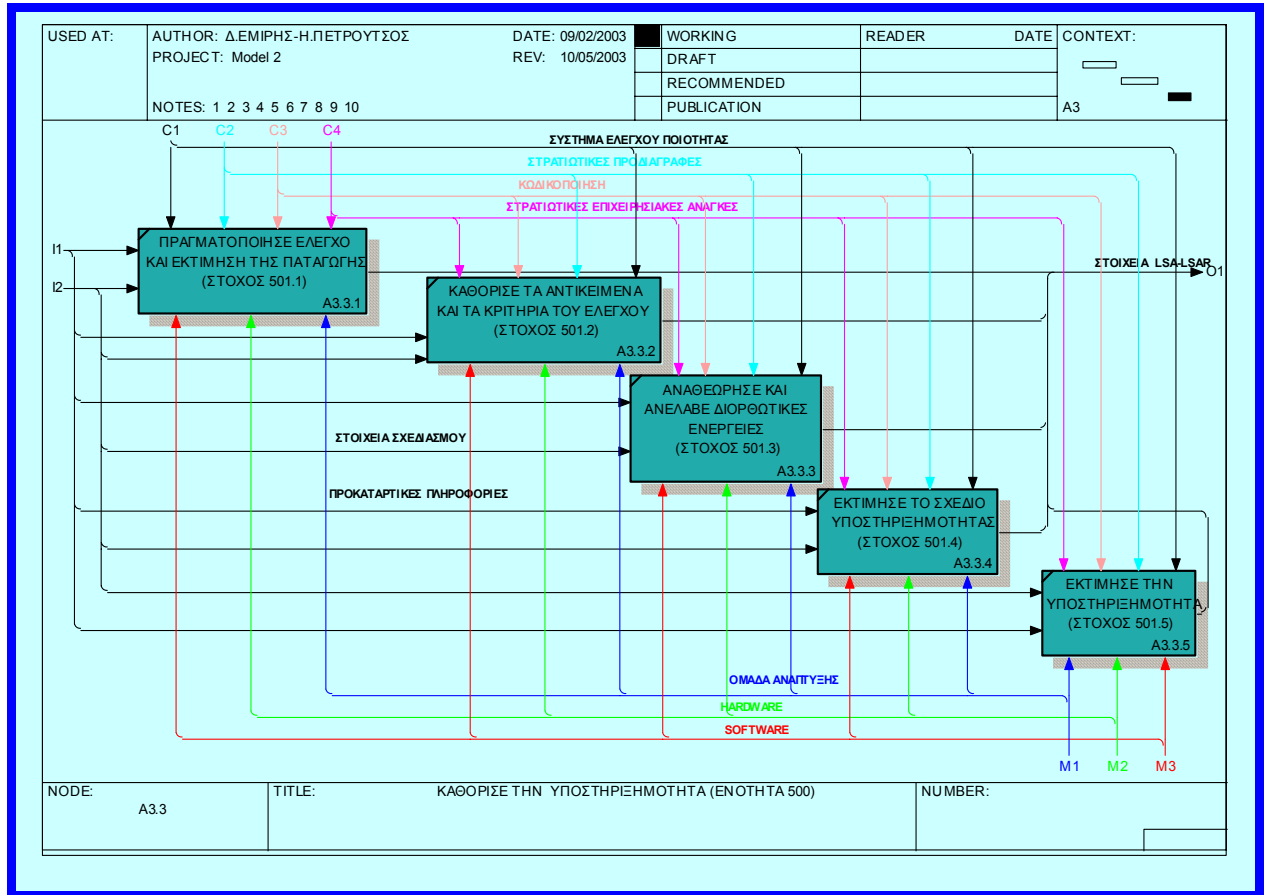 USED AT:
AUTHOR: Δ.ΕΜΙΡΗΣ-Η.ΠΕΤΡΟΥΤΣΟΣ
DATE: 09/02/2003
WORKING
READER
DATE
CONTEXT:
PROJECT: Model 2
REV: 10/05/2003
DRAFT
RECOMMENDED
NOTES: 1 2 3 4 5 6 7 8 9 10
PUBLICATION
A3
C1
C2
C3
C4
ΣΥΣΤΗΜΑ ΕΛΕΓΧΟΥ ΠΟΙΟΤΗΤΑΣ
ΣΤΡΑΤΙΩΤΙΚΕΣ ΠΡΟΔΙΑΓΡΑΦΕΣ
ΚΩΔΙΚΟΠΟΙΗΣΗ
ΣΤΡΑΤΙΩΤΙΚΕΣ ΕΠΙΧΕΙΡΗΣΙΑΚΕΣ ΑΝΑΓΚΕΣ
I1
I2
ΠΡΑΓΜΑΤΟΠΟΙΗΣΕ ΕΛΕΓΧΟ
ΚΑΙ ΕΚΤΙΜΗΣΗ ΤΗΣ ΠΑΤΑΓΩΓΗΣ
(ΣΤΟΧΟΣ 501.1)
A3.3.1
ΣΤΟΙΧΕΙΑ LSA-LSAR
O1
ΚΑΘΟΡΙΣΕ ΤΑ ΑΝΤΙΚΕΙΜΕΝΑ
ΚΑΙ ΤΑ ΚΡΙΤΗΡΙΑ ΤΟΥ ΕΛΕΓΧΟΥ
(ΣΤΟΧΟΣ 501.2)
A3.3.2
ΑΝΑΘΕΩΡΗΣΕ ΚΑΙ
ΑΝΕΛΑΒΕ ΔΙΟΡΘΩΤΙΚΕΣ
ΕΝΕΡΓΕΙΕΣ
(ΣΤΟΧΟΣ 501.3)
A3.3.3
ΣΤΟΙΧΕΙΑ ΣΧΕΔΙΑΣΜΟΥ
ΠΡΟΚΑΤΑΡΤΙΚΕΣ ΠΛΗΡΟΦΟΡΙΕΣ
ΕΚΤΙΜΗΣΕ ΤΟ ΣΧΕΔΙΟ
ΥΠΟΣΤΗΡΙΞΗΜΟΤΗΤΑΣ
(ΣΤΟΧΟΣ 501.4)
A3.3.4
ΕΚΤΙΜΗΣΕ ΤΗΝ
ΥΠΟΣΤΗΡΙΞΗΜΟΤΗΤΑ
(ΣΤΟΧΟΣ 501.5)
A3.3.5
ΟΜΑΔΑ ΑΝΑΠΤΥΞΗΣ
HARDWARE
SOFTWARE
M1
M2
M3
NODE:
A3.3
TITLE:
ΚΑΘΟΡΙΣΕ ΤΗΝ ΥΠΟΣΤΗΡΙΞΗΜΟΤΗΤΑ (ΕΝΟΤΗΤΑ 500)
NUMBER: